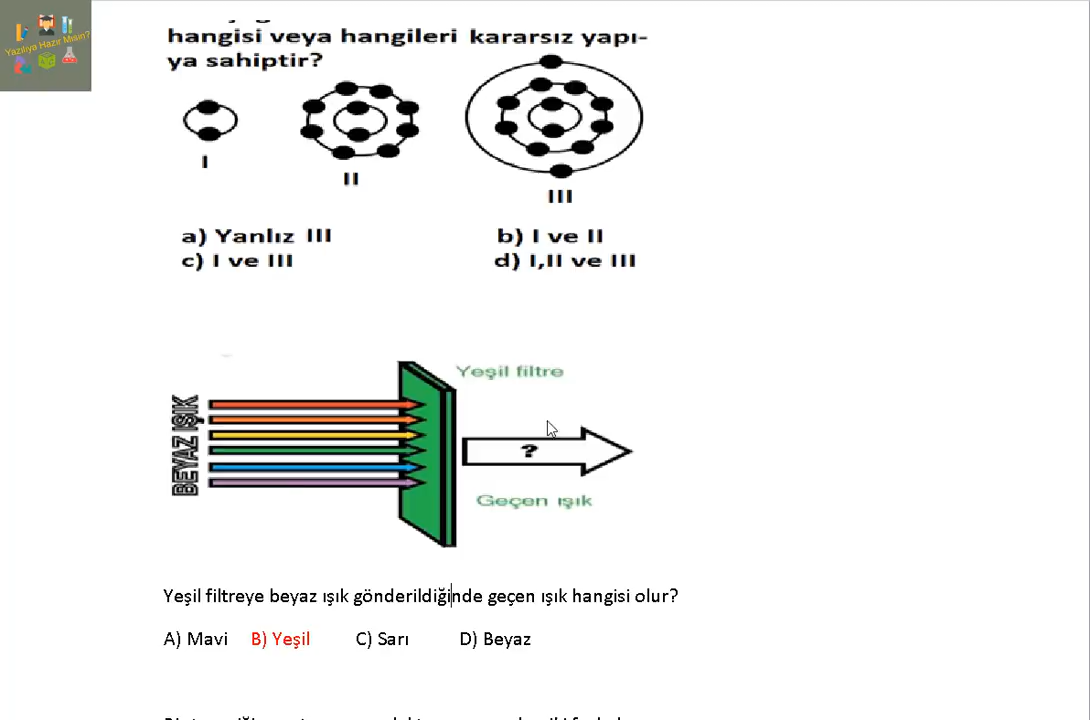 Yazılıya Hazır Mısın?
hangisi veya hangileri kararsız yapı-
ya sahiptir?
I
II
III
a) Yanlız III
b) I ve II
c) I ve III
d) I,II ve III
Yeşil filtre
BEYAZ IŞIK
?
Geçen ışık
Yeşil filtreye beyaz ışık gönderildiğinde geçen ışık hangisi olur?
A) Mavi B) Yeşil C) Sarı D) Beyaz